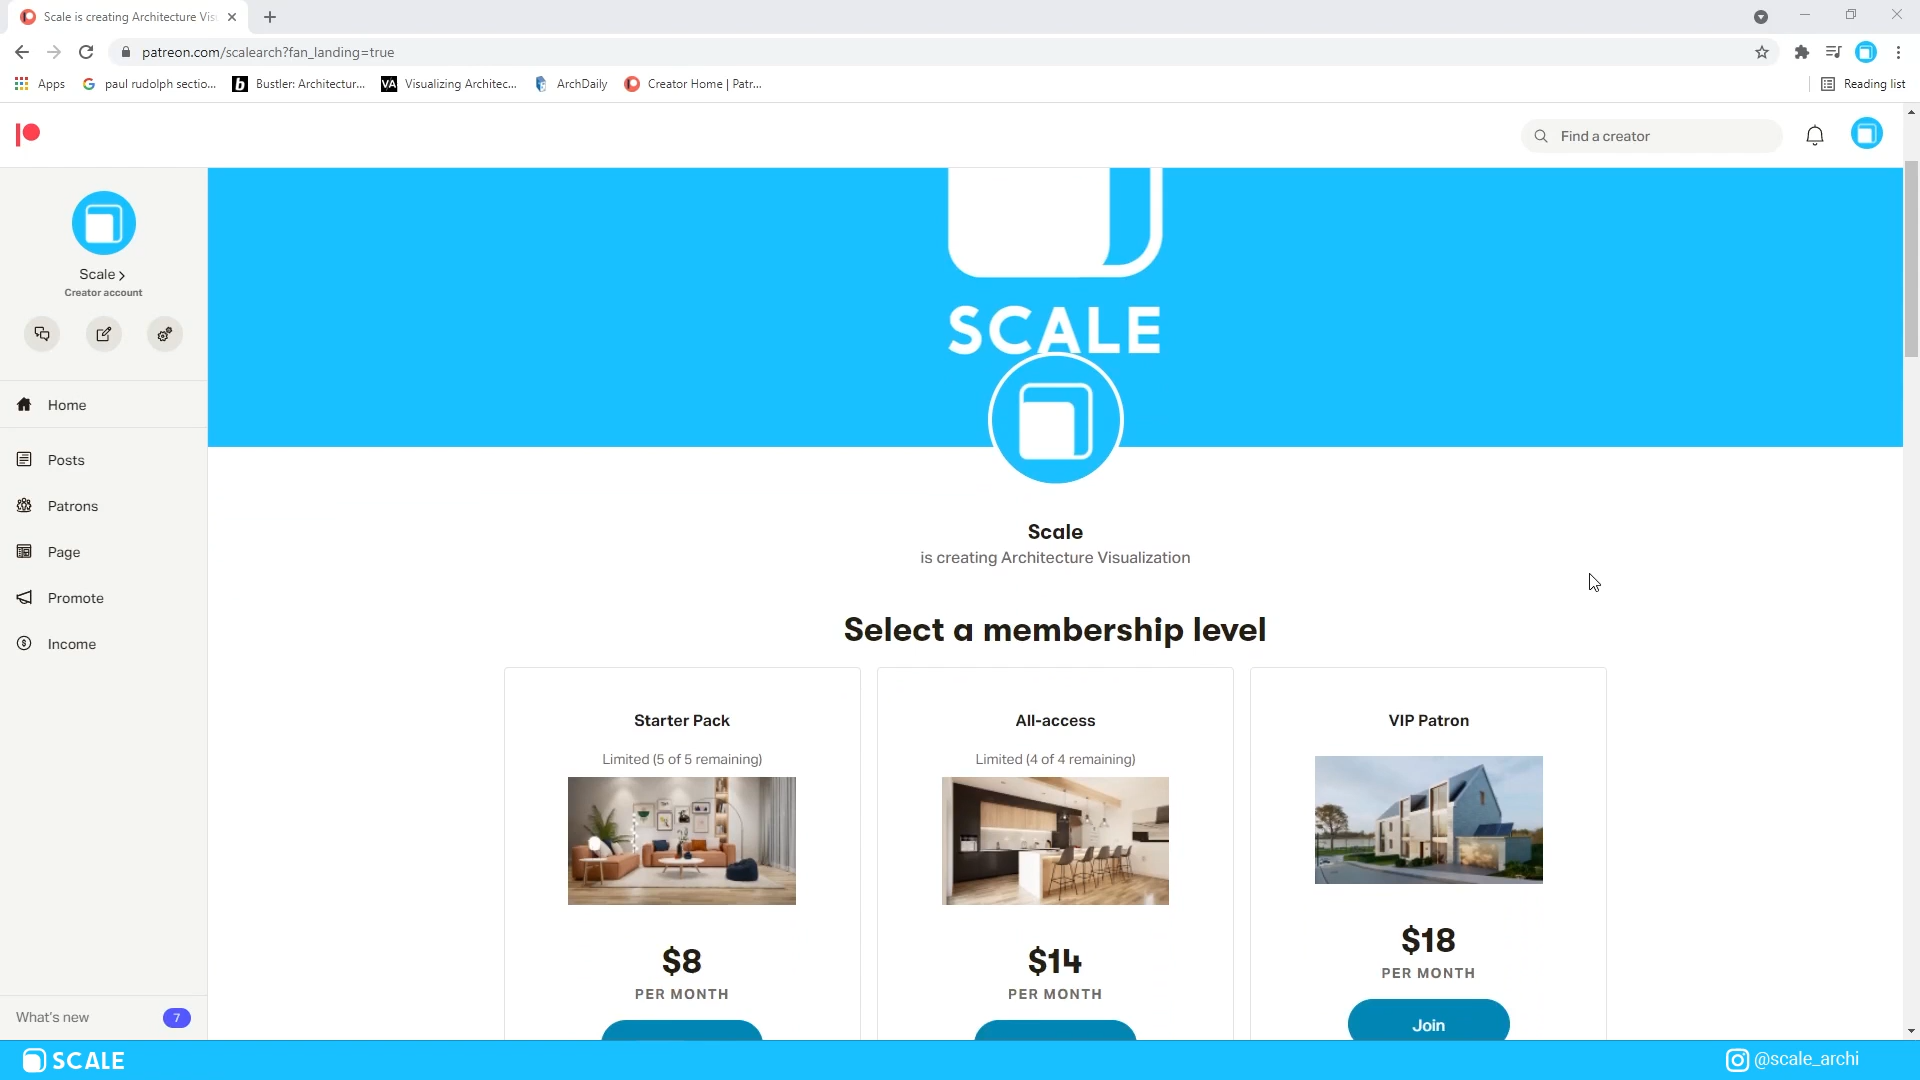 Scale is creating Architecture Vis
patreon.com/scalearch?fan_landing=true
Apps
paul rudolph sectio...
Bustler: Architectur...
VA
Visualizing Architec...
ArchDaily
Creator Home | Patr...
Reading list
Find a creator
Scale
Creator account
Home
Posts
Patrons
Page
Promote
Income
What's new
7
SCALE
Scale
is creating Architecture Visualization
Select a membership level
Starter Pack
Limited (5 of 5 remaining)
$8
PER MONTH
All-access
Limited (4 of 4 remaining)
$14
PER MONTH
VIP Patron
$18
PER MONTH
Join
SCALE
@scale_archi